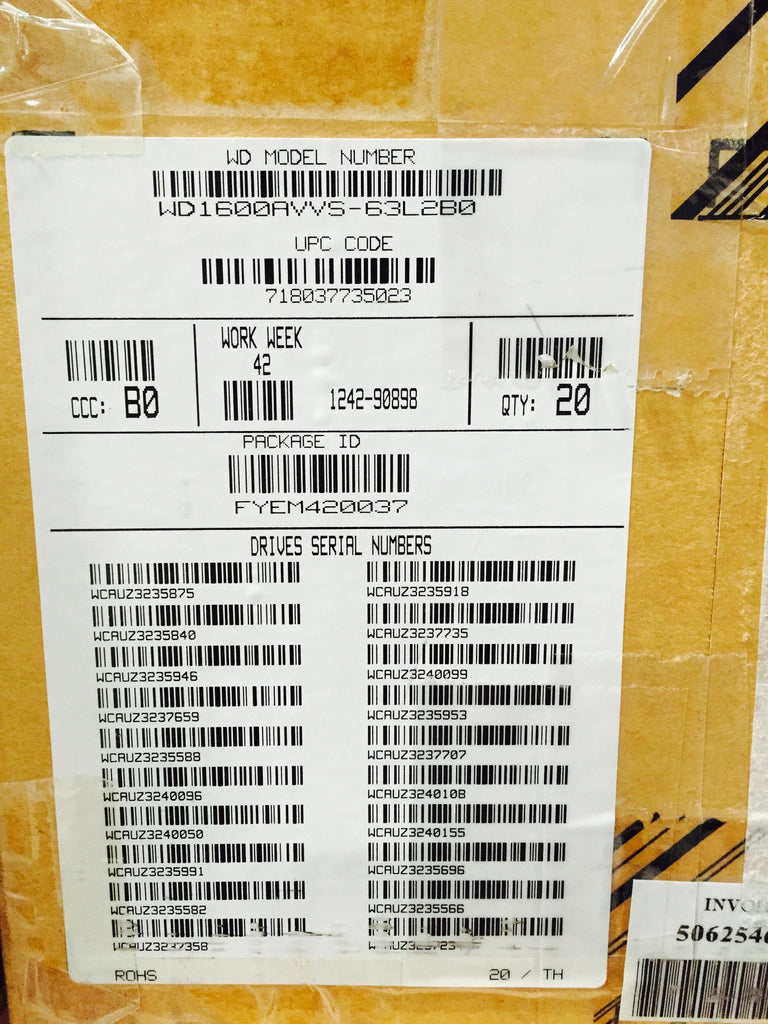 WD MODEL NUMBER
WD1600AVVS-63L2B0
UPC CODE
718037735023
CCC: B0
WORK WEEK
42
1242-90898
QTY: 20
PACKAGE ID
FYEM420037
DRIVES SERIAL NUMBERS
WCAUZ3235875 WCAUZ3235918
WCAUZ3235840 WCAUZ3237735
WCAUZ3235946 WCAUZ3240099
WCAUZ3237659 WCAUZ3235953
WCAUZ3235588 WCAUZ3237707
WCAUZ3240096 WCAUZ3240108
WCAUZ3240050 WCAUZ3240155
WCAUZ3235991 WCAUZ3235696
WCAUZ3235582 WCAUZ3235566
WCAUZ3237358
ROHS 20 / TH